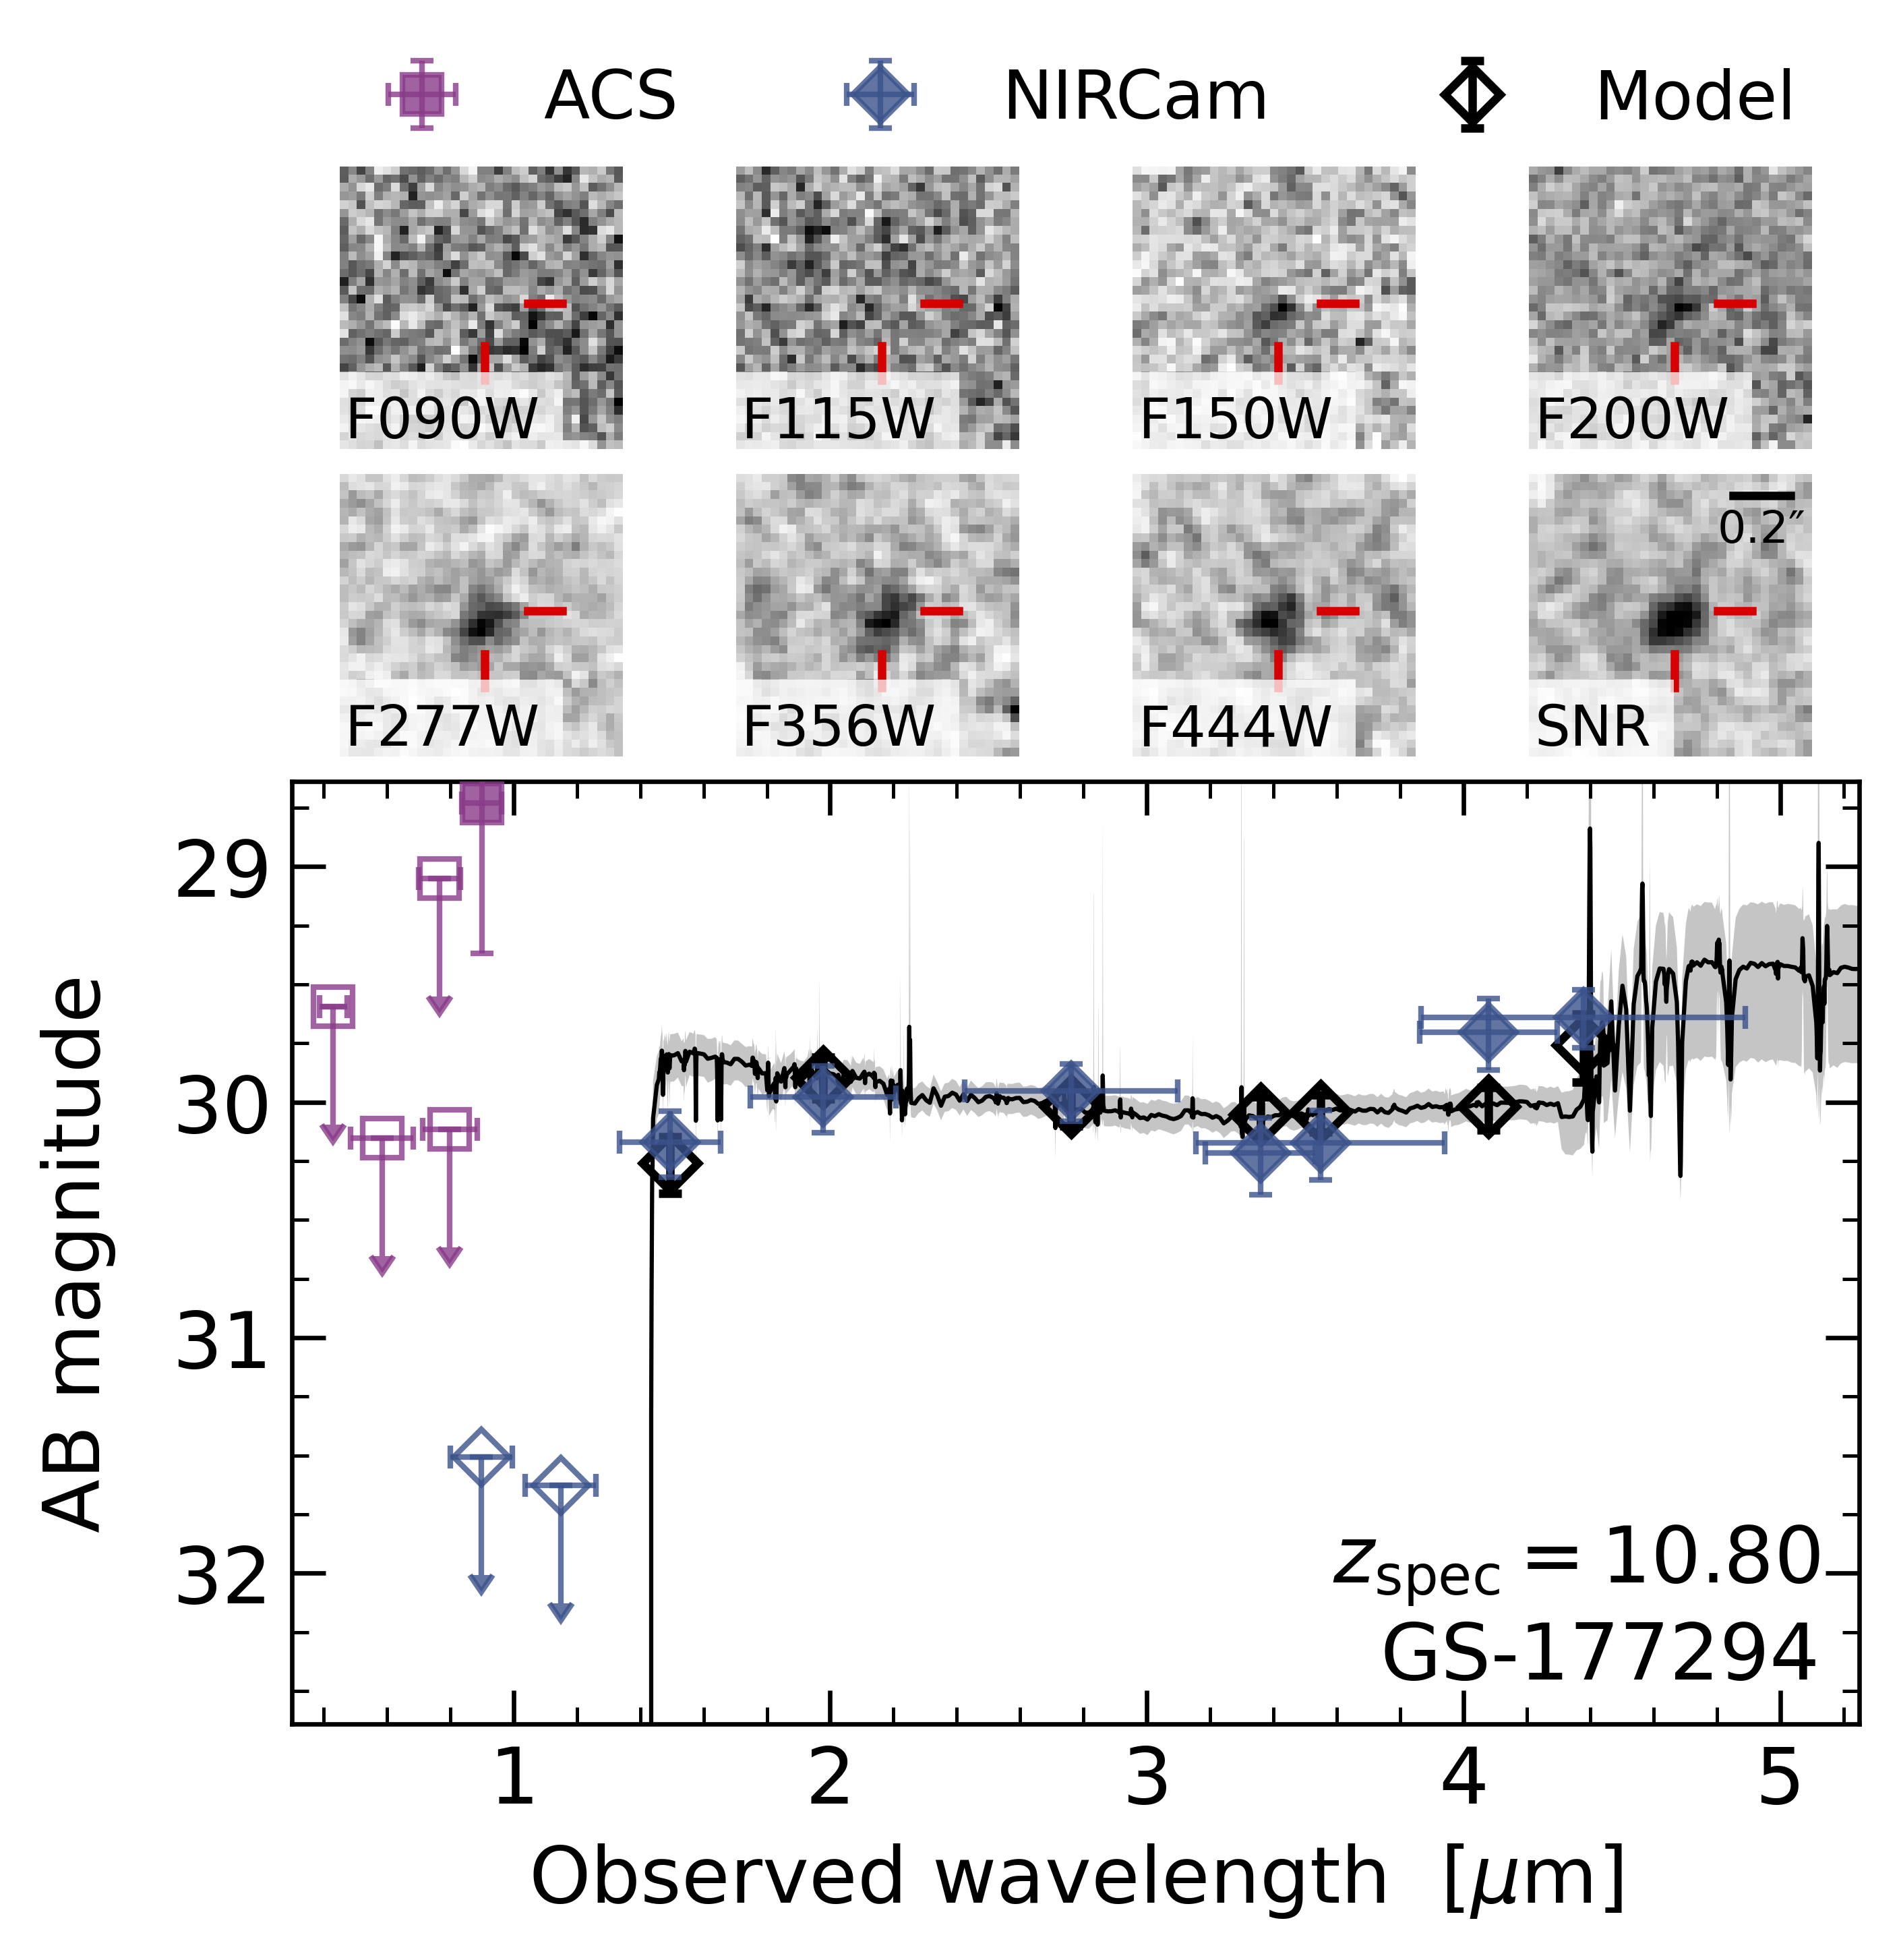 ACS NIRCam Model
F090W F115W F150W F200W
0.2″
F277W F356W F444W SNR
29
30
31
32
AB magnitude
z_spec = 10.80
GS-177294
1 2 3 4 5
Observed wavelength [μm]